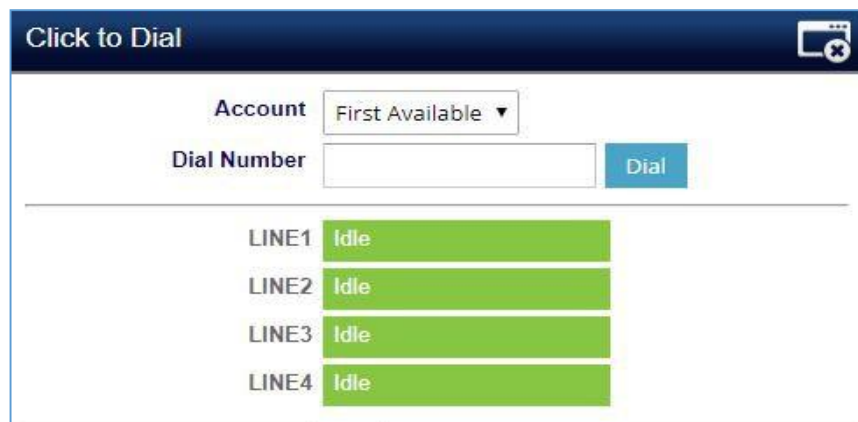 Click to Dial
Account First Available
Dial Number Dial
LINE1 Idle
LINE2 Idle
LINE3 Idle
LINE4 Idle